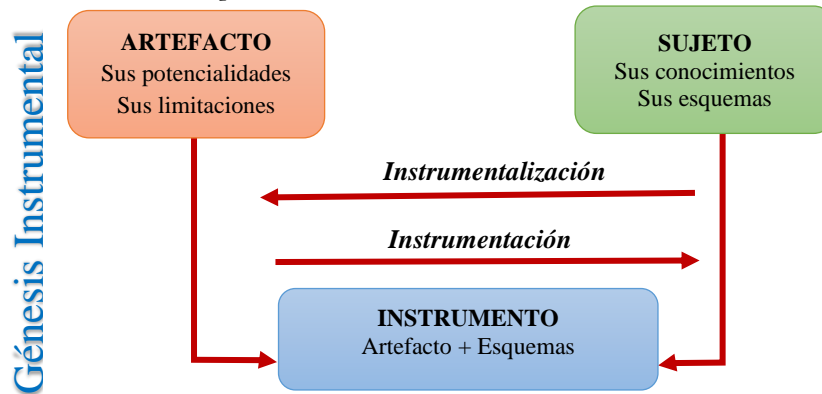 Génesis Instrumental
ARTEFACTO
Sus potencialidades
Sus limitaciones
SUJETO
Sus conocimientos
Sus esquemas
Instrumentalización
Instrumentación
INSTRUMENTO
Artefacto + Esquemas